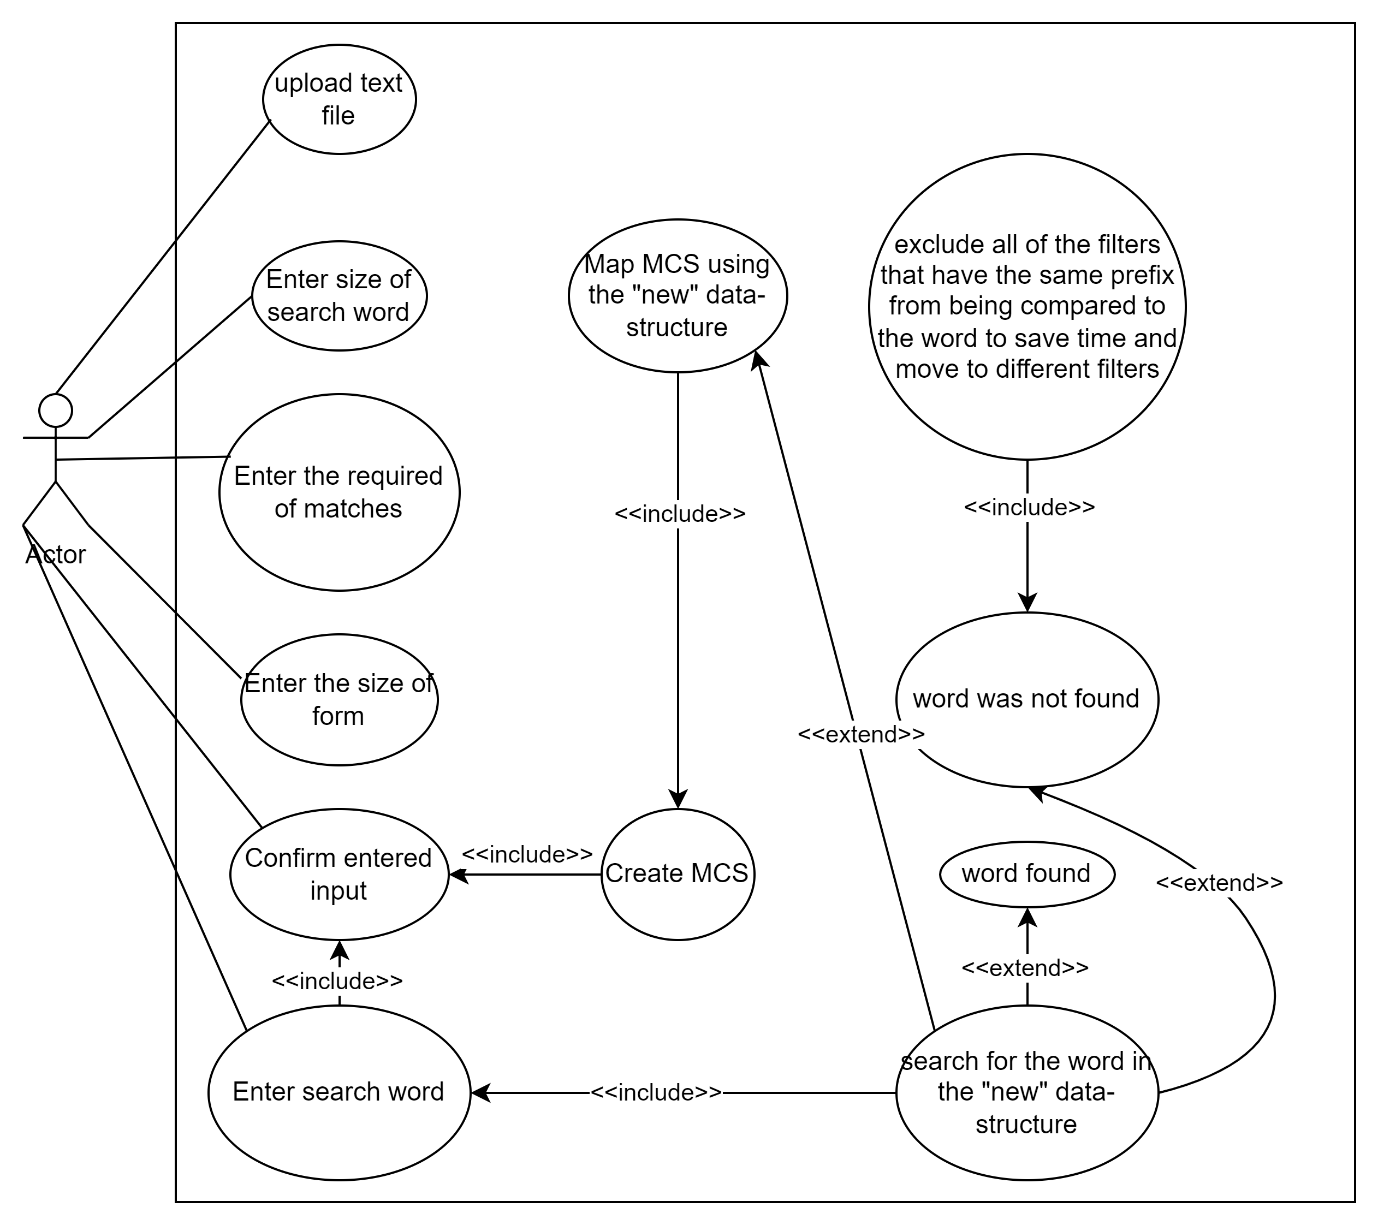 upload text
file
Enter size of
search word
Enter the required
of matches
Actor
Enter the size of
form
Confirm entered
input
<<include>>
Enter search word
Map MCS using
the "new" data-
structure
<<include>>
<<include>>
Create MCS
<<include>>
exclude all of the filters
that have the same prefix
from being compared to
the word to save time and
move to different filters
<<include>>
word was not found
<<extend>>
word found
<<extend>>
<<extend>>
search for the word in
the "new" data-
structure